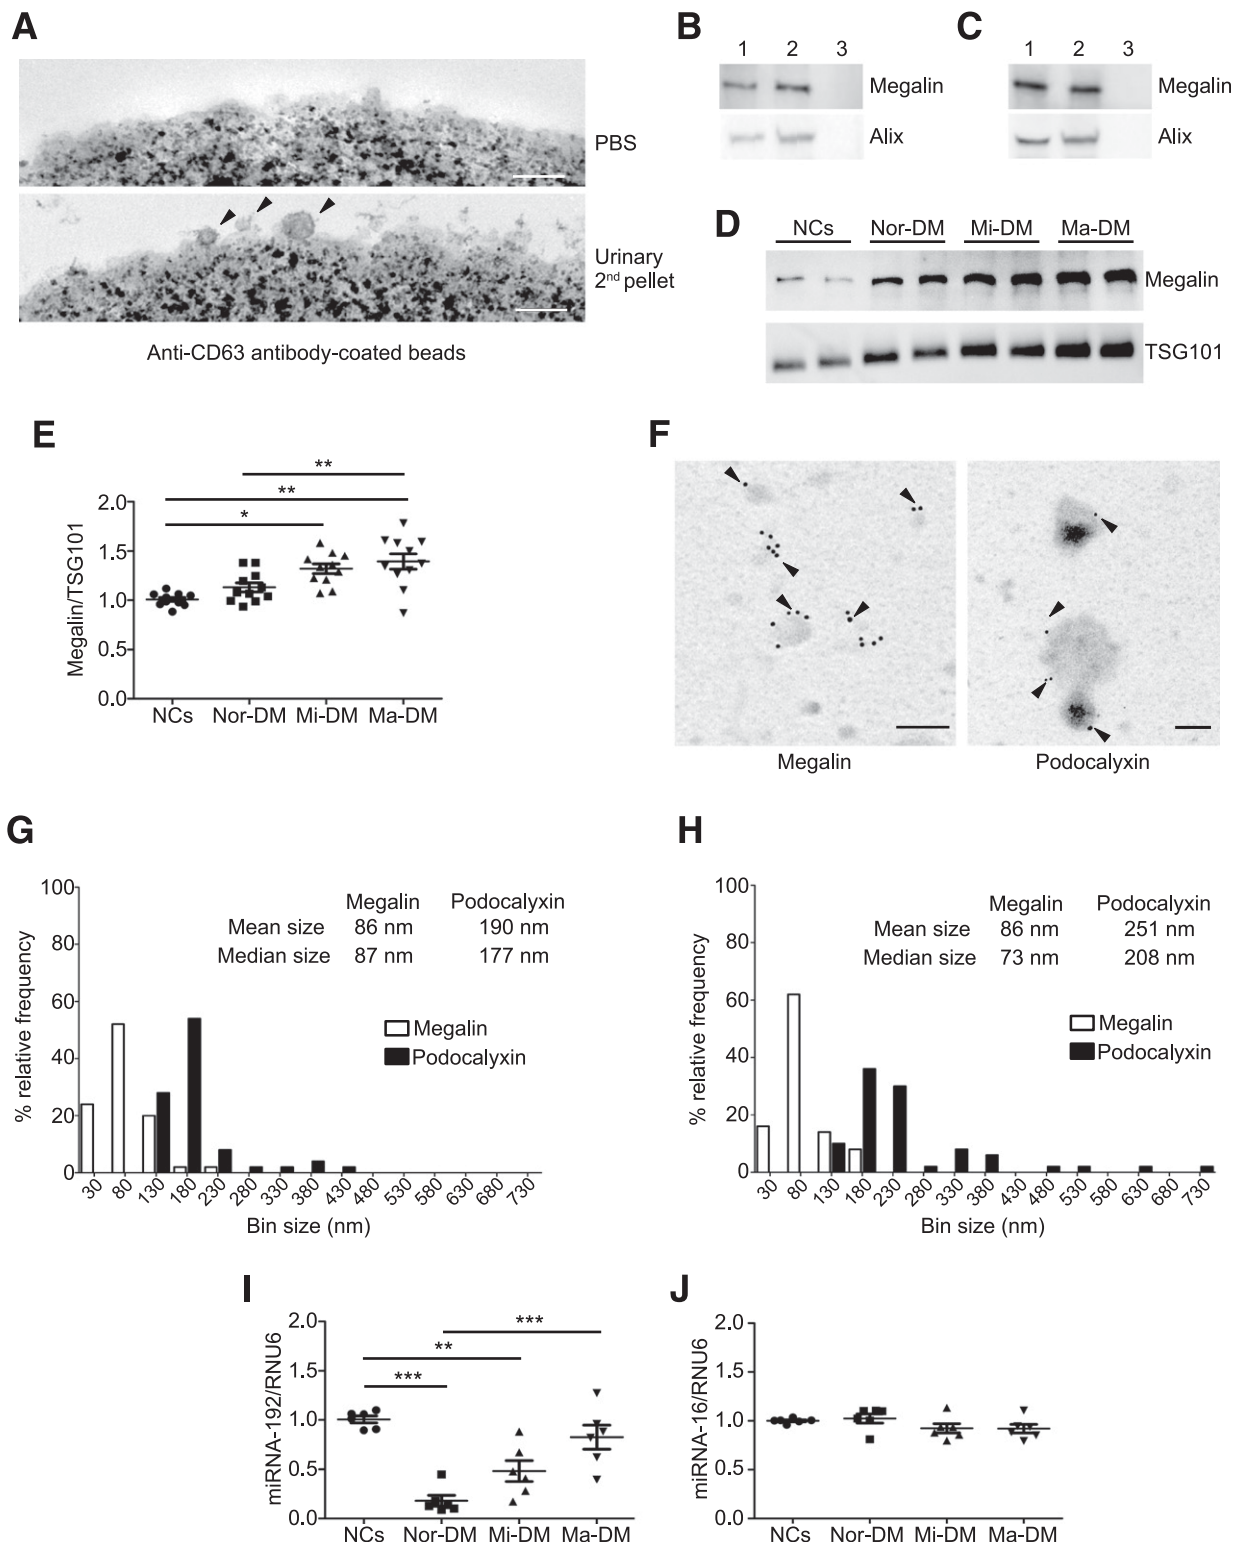 A
PBS
Urinary
2nd pellet
Anti-CD63 antibody-coated beads
B
1 2 3
Megalin
Alix
C
1 2 3
Megalin
Alix
D
NCs Nor-DM Mi-DM Ma-DM
Megalin
TSG101
E
**
**
*
Megalin/TSG101
2.0
1.5
1.0
0.5
0.0
NCs Nor-DM Mi-DM Ma-DM
F
Megalin
Podocalyxin
G
% relative frequency
100
80
60
40
20
0
Megalin Podocalyxin
Mean size 86 nm 190 nm
Median size 87 nm 177 nm
Megalin
Podocalyxin
30 80 130 180 230 280 330 380 430 480 530 580 630 680 730
Bin size (nm)
H
% relative frequency
100
80
60
40
20
0
Megalin Podocalyxin
Mean size 86 nm 251 nm
Median size 73 nm 208 nm
Megalin
Podocalyxin
30 80 130 180 230 280 330 380 430 480 530 580 630 680 730
Bin size (nm)
I
***
**
***
miRNA-192/RNU6
2.0
1.5
1.0
0.5
0.0
NCs Nor-DM Mi-DM Ma-DM
J
miRNA-16/RNU6
2.0
1.5
1.0
0.5
0.0
NCs Nor-DM Mi-DM Ma-DM